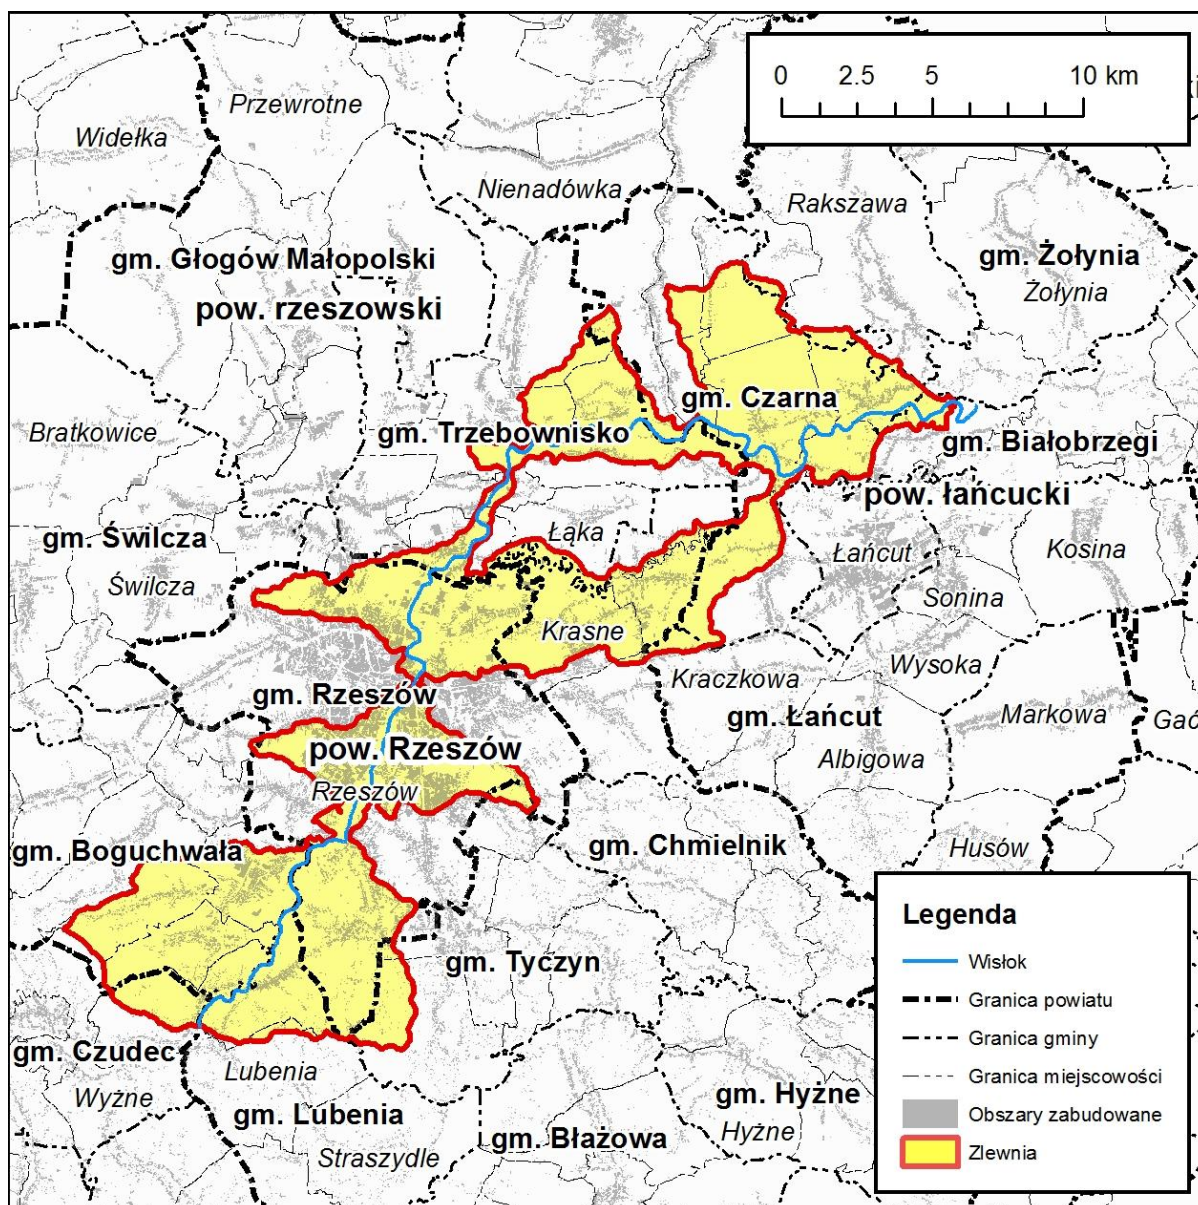 0 2.5 5 10 km
Przewrotne
Widełka
Nienadówka
Rakszawa
gm. Głogów Małopolski
gm. Żołynia
Żołynia
pow. rzeszowski
gm. Czarna
Bratkowice
gm. Trzebownisko
gm. Białobrzegi
pow. łańcucki
gm. Świlcza
Łąka
Łańcut
Kosina
Świlcza
Sonina
Krasne
Wysoka
Kraczkowa
gm. Rzeszów
gm. Łańcut
Markowa
Gać
pow. Rzeszów
Albigowa
Rzeszów
gm. Boguchwała
gm. Chmielnik
Husów
gm. Tyczyn
gm. Czudec
Lubenia
Wyżne
gm. Lubenia
gm. Hyżne
gm. Błażowa
Hyżne
Straszydle
Legenda
Wisłok
Granica powiatu
Granica gminy
Granica miejscowości
Obszary zabudowane
Zlewnia